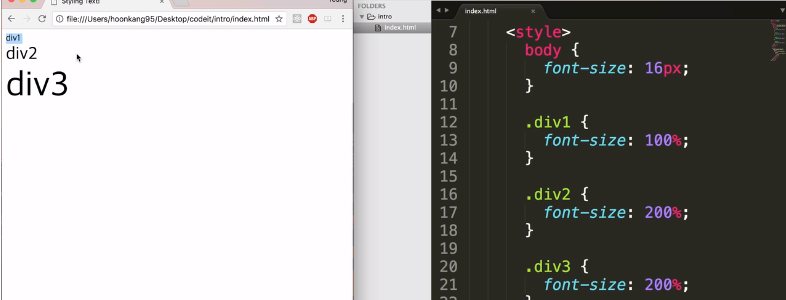 Styling Text!
Young
file:///Users/hoonkang95/Desktop/codeit/intro/index.html
div1
div2
div3
FOLDERS
intro
index.html
index.html
7 <style>
8 body {
9 font-size: 16px;
10 }
11
12 .div1 {
13 font-size: 100%;
14 }
15
16 .div2 {
17 font-size: 200%;
18 }
19
20 .div3 {
21 font-size: 200%;
22 }